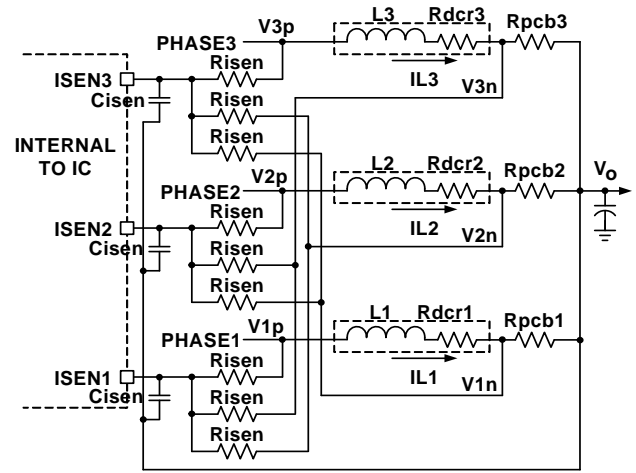 V3p
L3
Rdcr3
Rpcb3
PHASE3
Risen
ISEN3
Cisen
IL3
V3n
Risen
INTERNAL
TO IC
Risen
V2p
L2
Rdcr2
Rpcb2
Vo
PHASE2
Risen
ISEN2
Cisen
IL2
V2n
Risen
Risen
V1p
L1
Rdcr1
Rpcb1
PHASE1
Risen
ISEN1
Cisen
IL1
V1n
Risen
Risen